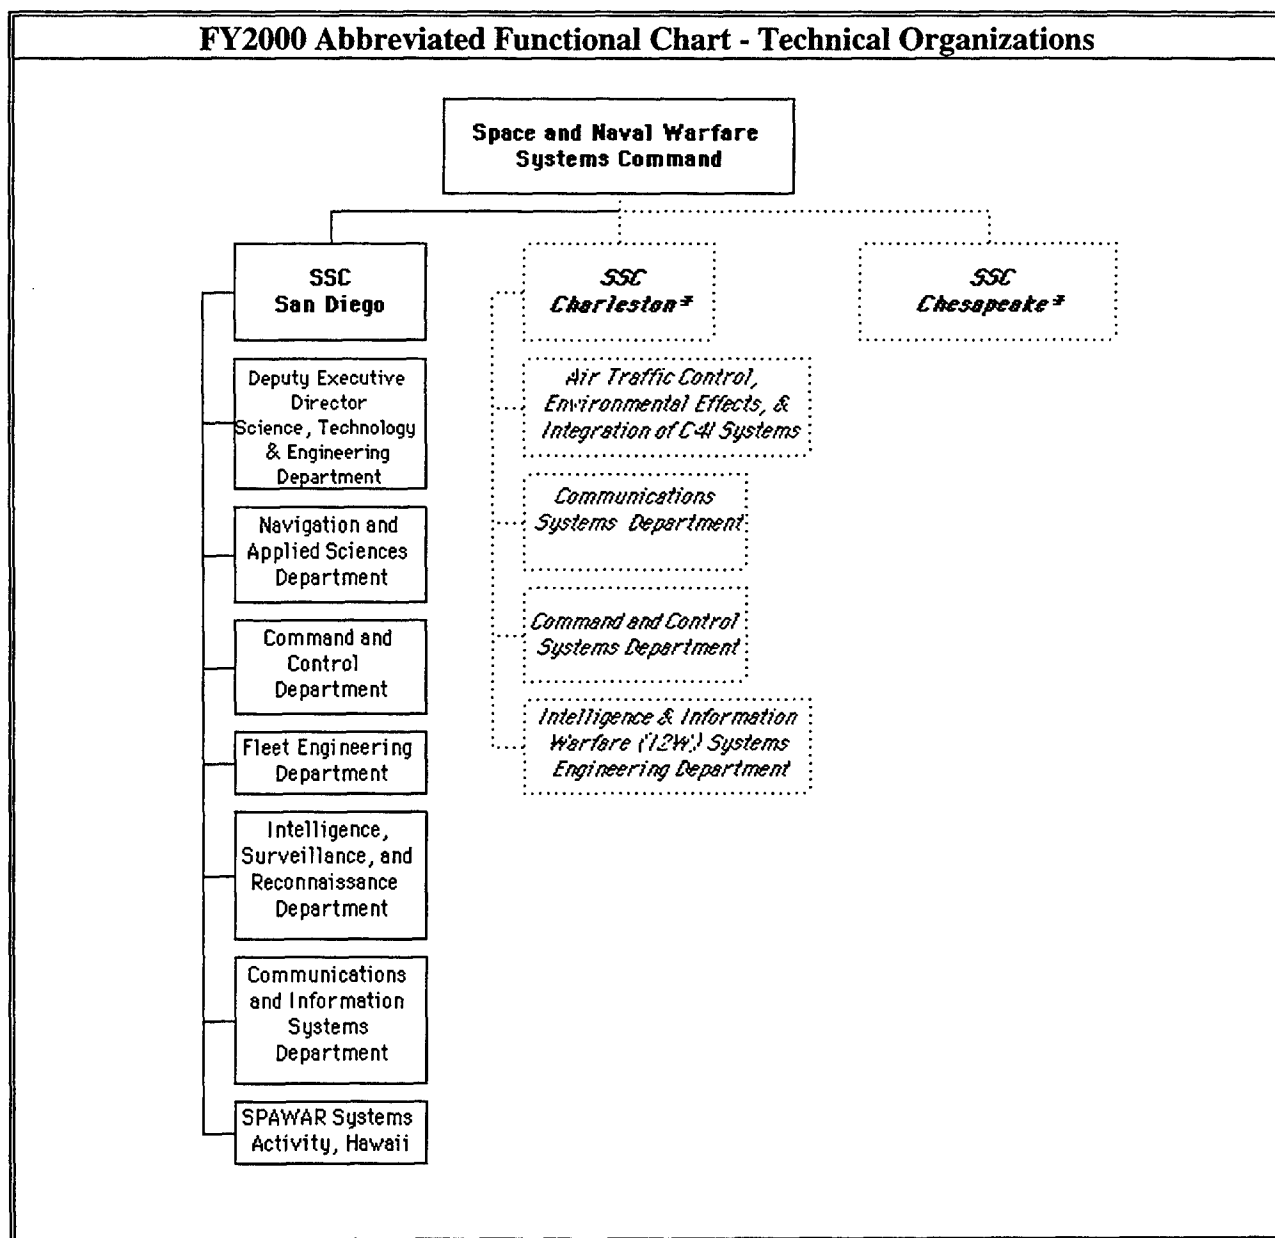 FY2000 Abbreviated Functional Chart - Technical Organizations
Space and Naval Warfare
Systems Command
SSC
San Diego
Deputy Executive
Director
Science, Technology
& Engineering
Department
Navigation and
Applied Sciences
Department
Command and
Control
Department
Fleet Engineering
Department
Intelligence,
Surveillance, and
Reconnaissance
Department
Communications
and Information
Systems
Department
SPAWAR Systems
Activity, Hawaii
SSC
Charleston*
Air Traffic Control,
Environmental Effects, &
Integration of C4I Systems
Communications
Systems Department
Command and Control
Systems Department
Intelligence & Information
Warfare (I2W) Systems
Engineering Department
SSC
Chesapeake*